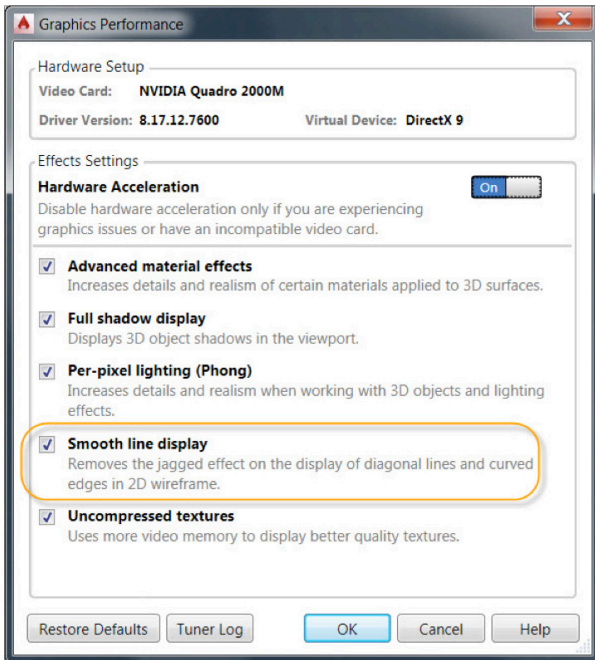 Graphics Performance
Hardware Setup
Video Card: NVIDIA Quadro 2000M
Driver Version: 8.17.12.7600 Virtual Device: DirectX 9
Effects Settings
Hardware Acceleration
On
Disable hardware acceleration only if you are experiencing
graphics issues or have an incompatible video card.
Advanced material effects
Increases details and realism of certain materials applied to 3D surfaces.
Full shadow display
Displays 3D object shadows in the viewport.
Per-pixel lighting (Phong)
Increases details and realism when working with 3D objects and lighting
effects.
Smooth line display
Removes the jagged effect on the display of diagonal lines and curved
edges in 2D wireframe.
Uncompressed textures
Uses more video memory to display better quality textures.
Restore Defaults Tuner Log OK Cancel Help